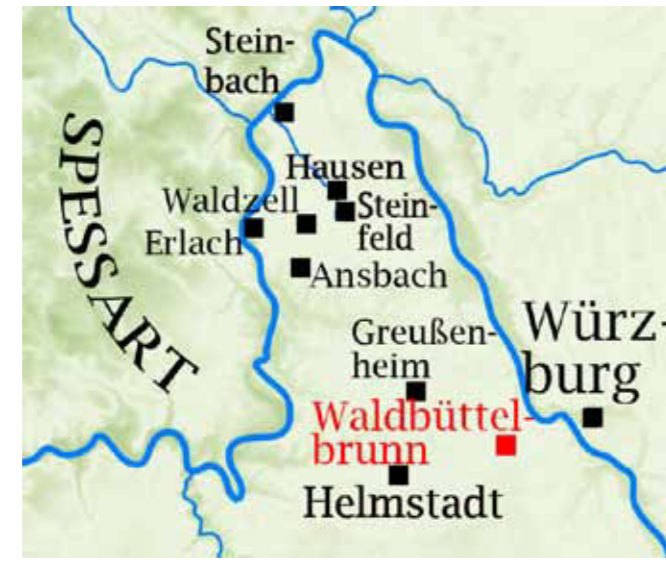 Stein-
bach
SPESSART
Hausen
Waldzell
Stein-
feld
Erlach
Ansbach
Greußen-
heim
Würz-
burg
Waldbüttel-
brunn
Helmstadt